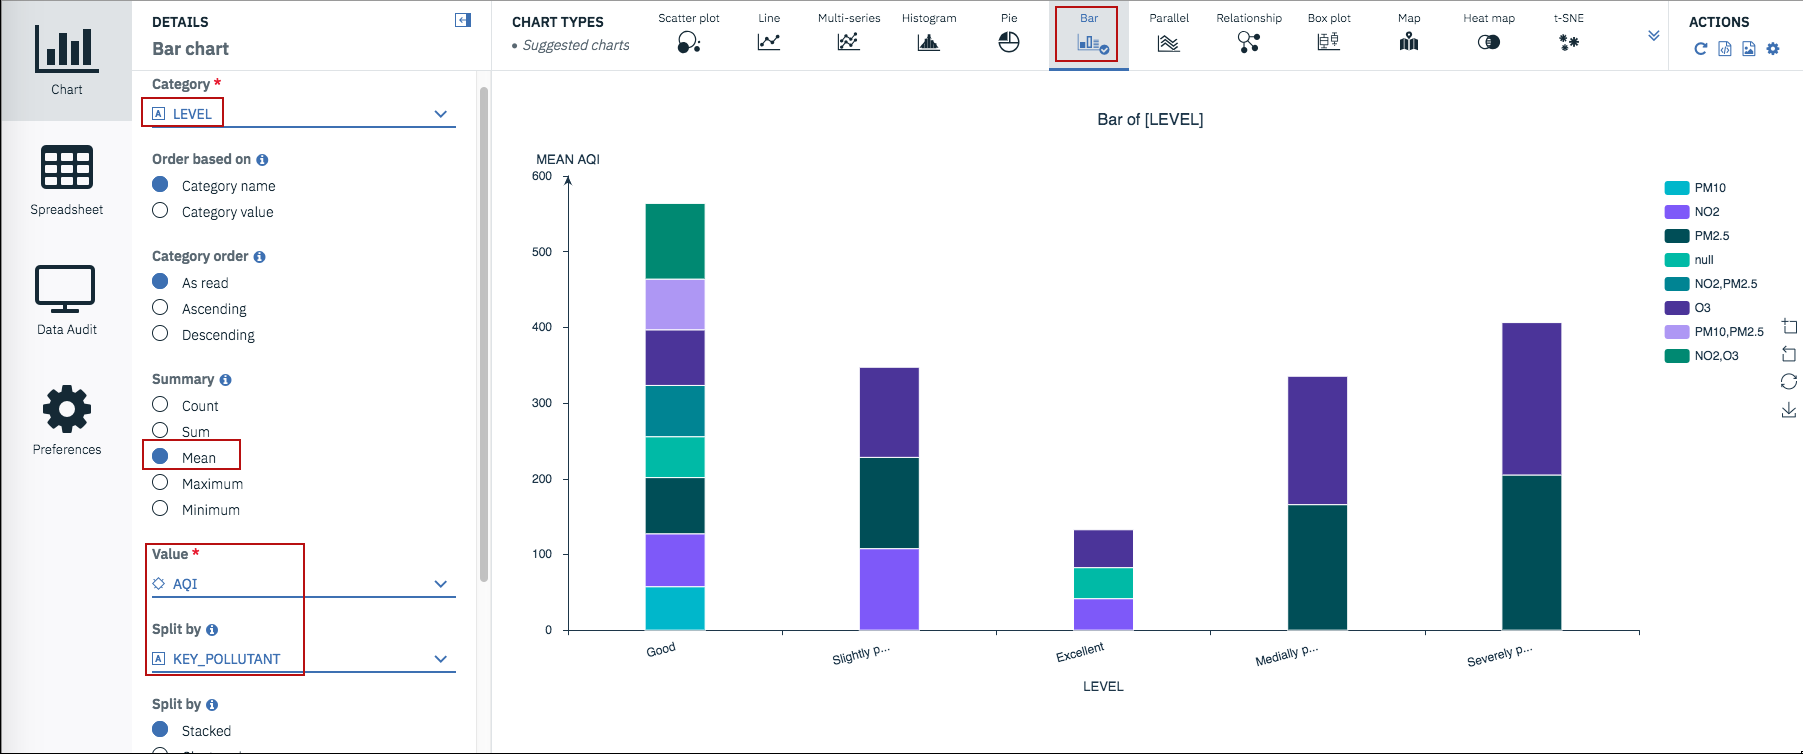 Chart
Spreadsheet
Data Audit
Preferences
DETAILS
Bar chart
Category *
A LEVEL
Order based on i
Category name
Category value
Category order i
As read
Ascending
Descending
Summary i
Count
Sum
Mean
Maximum
Minimum
Value *
AQI
Split by i
A KEY_POLLUTANT
Split by i
Stacked
CHART TYPES
• Suggested charts
Scatter plot
Line
Multi-series
Histogram
Pie
Bar
Parallel
Relationship
Box plot
Map
Heat map
t-SNE
ACTIONS
Bar of [LEVEL]
MEAN AQI
600
500
400
300
200
100
0
Good
Slightly p...
Excellent
Medially p...
Severely p...
LEVEL
PM10
NO2
PM2.5
null
NO2,PM2.5
O3
PM10,PM2.5
NO2,O3